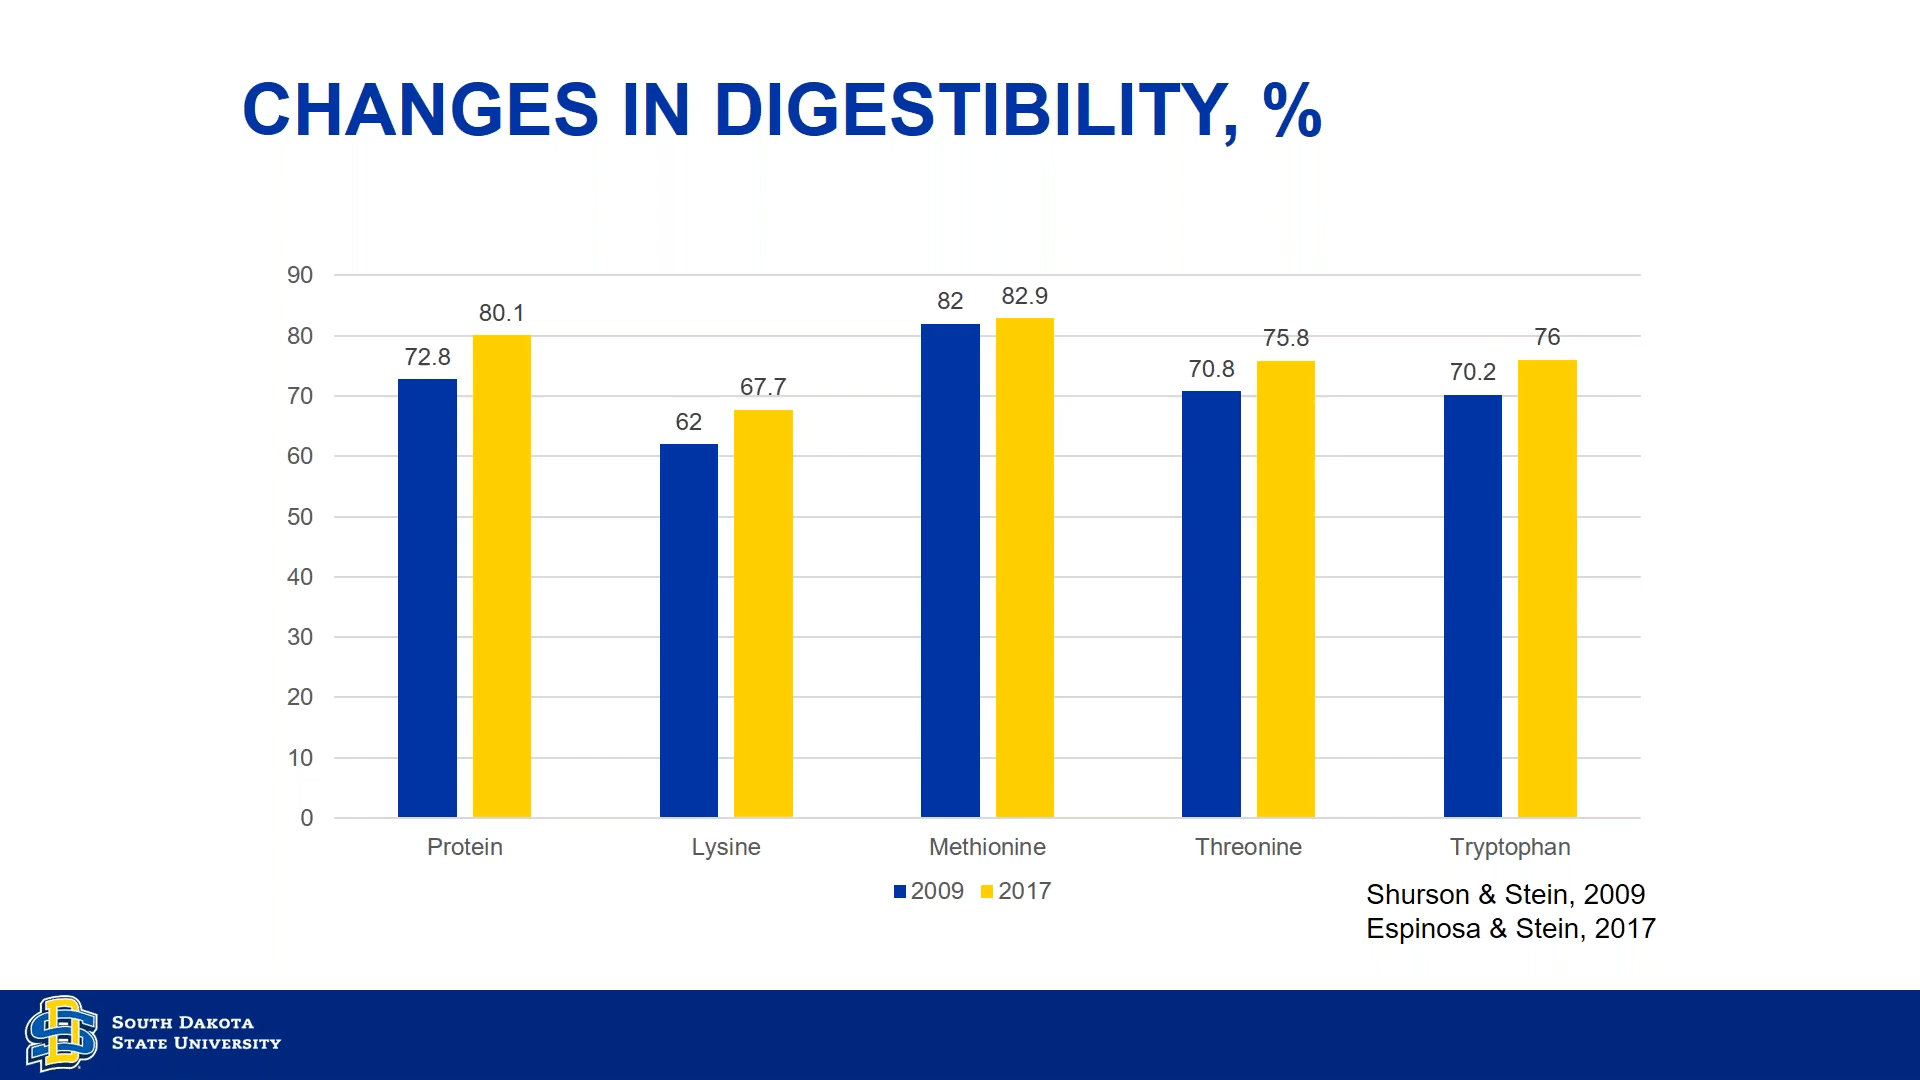 CHANGES IN DIGESTIBILITY, %
90
80
70
60
50
40
30
20
10
0
72.8
80.1
62
67.7
82
82.9
70.8
75.8
70.2
76
Protein
Lysine
Methionine
Threonine
Tryptophan
2009
2017
Shurson & Stein, 2009
Espinosa & Stein, 2017
SOUTH DAKOTA
STATE UNIVERSITY